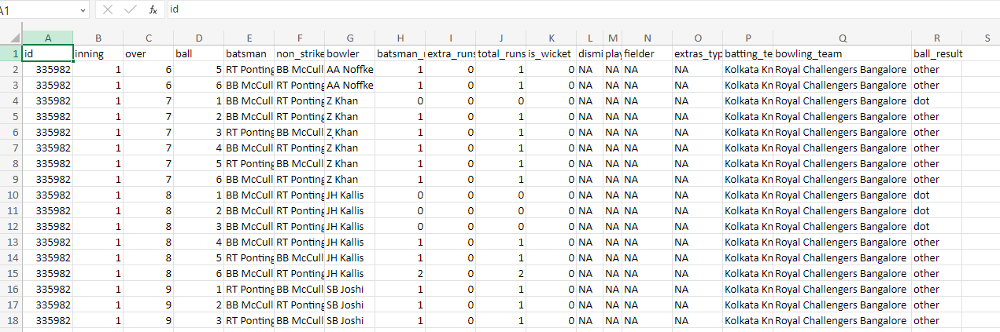 A1 fx id
A B C D E F G H I J K L M N O P Q R S
1 id inning over ball batsman non_strike bowler batsman_r extra_runs total_runs is_wicket dismi play fielder extras_typ batting_te bowling_team ball_result
2 335982 1 6 5 RT Ponting BB McCull AA Noffke 1 0 1 0 NA NA NA NA Kolkata Kn Royal Challengers Bangalore other
3 335982 1 6 6 BB McCull RT Ponting AA Noffke 1 0 1 0 NA NA NA NA Kolkata Kn Royal Challengers Bangalore other
4 335982 1 7 1 BB McCull RT Ponting Z Khan 0 0 0 0 NA NA NA NA Kolkata Kn Royal Challengers Bangalore dot
5 335982 1 7 2 BB McCull RT Ponting Z Khan 1 0 1 0 NA NA NA NA Kolkata Kn Royal Challengers Bangalore other
6 335982 1 7 3 RT Ponting BB McCull Z Khan 1 0 1 0 NA NA NA NA Kolkata Kn Royal Challengers Bangalore other
7 335982 1 7 4 BB McCull RT Ponting Z Khan 1 0 1 0 NA NA NA NA Kolkata Kn Royal Challengers Bangalore other
8 335982 1 7 5 RT Ponting BB McCull Z Khan 1 0 1 0 NA NA NA NA Kolkata Kn Royal Challengers Bangalore other
9 335982 1 7 6 BB McCull RT Ponting Z Khan 1 0 1 0 NA NA NA NA Kolkata Kn Royal Challengers Bangalore other
10 335982 1 8 1 BB McCull RT Ponting JH Kallis 0 0 0 0 NA NA NA NA Kolkata Kn Royal Challengers Bangalore dot
11 335982 1 8 2 BB McCull RT Ponting JH Kallis 0 0 0 0 NA NA NA NA Kolkata Kn Royal Challengers Bangalore dot
12 335982 1 8 3 BB McCull RT Ponting JH Kallis 0 0 0 0 NA NA NA NA Kolkata Kn Royal Challengers Bangalore dot
13 335982 1 8 4 BB McCull RT Ponting JH Kallis 1 0 1 0 NA NA NA NA Kolkata Kn Royal Challengers Bangalore other
14 335982 1 8 5 RT Ponting BB McCull JH Kallis 1 0 1 0 NA NA NA NA Kolkata Kn Royal Challengers Bangalore other
15 335982 1 8 6 BB McCull RT Ponting JH Kallis 2 0 2 0 NA NA NA NA Kolkata Kn Royal Challengers Bangalore other
16 335982 1 9 1 RT Ponting BB McCull SB Joshi 1 0 1 0 NA NA NA NA Kolkata Kn Royal Challengers Bangalore other
17 335982 1 9 2 BB McCull RT Ponting SB Joshi 1 0 1 0 NA NA NA NA Kolkata Kn Royal Challengers Bangalore other
18 335982 1 9 3 RT Ponting BB McCull SB Joshi 1 0 1 0 NA NA NA NA Kolkata Kn Royal Challengers Bangalore other